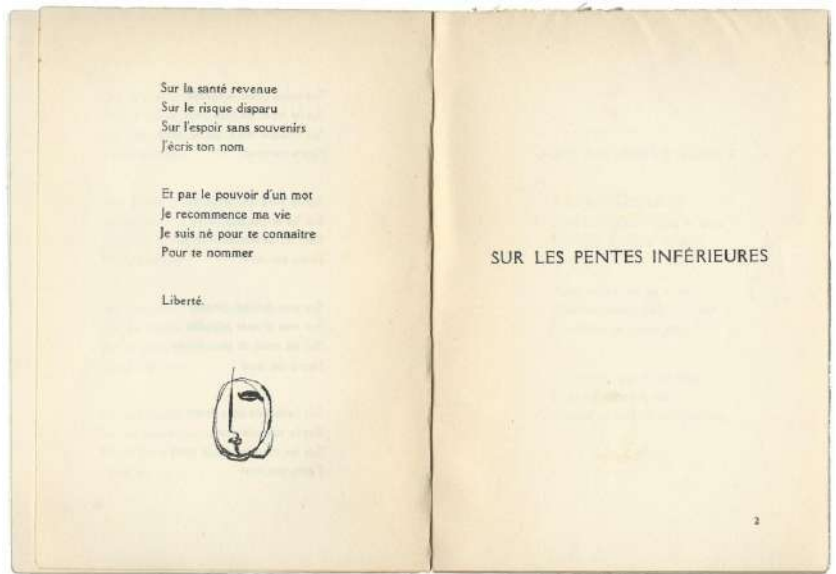 Sur la santé revenue
Sur le risque disparu
Sur l'espoir sans souvenirs
J'écris ton nom
Et par le pouvoir d'un mot
Je recommence ma vie
Je suis né pour te connaître
Pour te nommer
Liberté.
SUR LES PENTES INFÉRIEURES
2